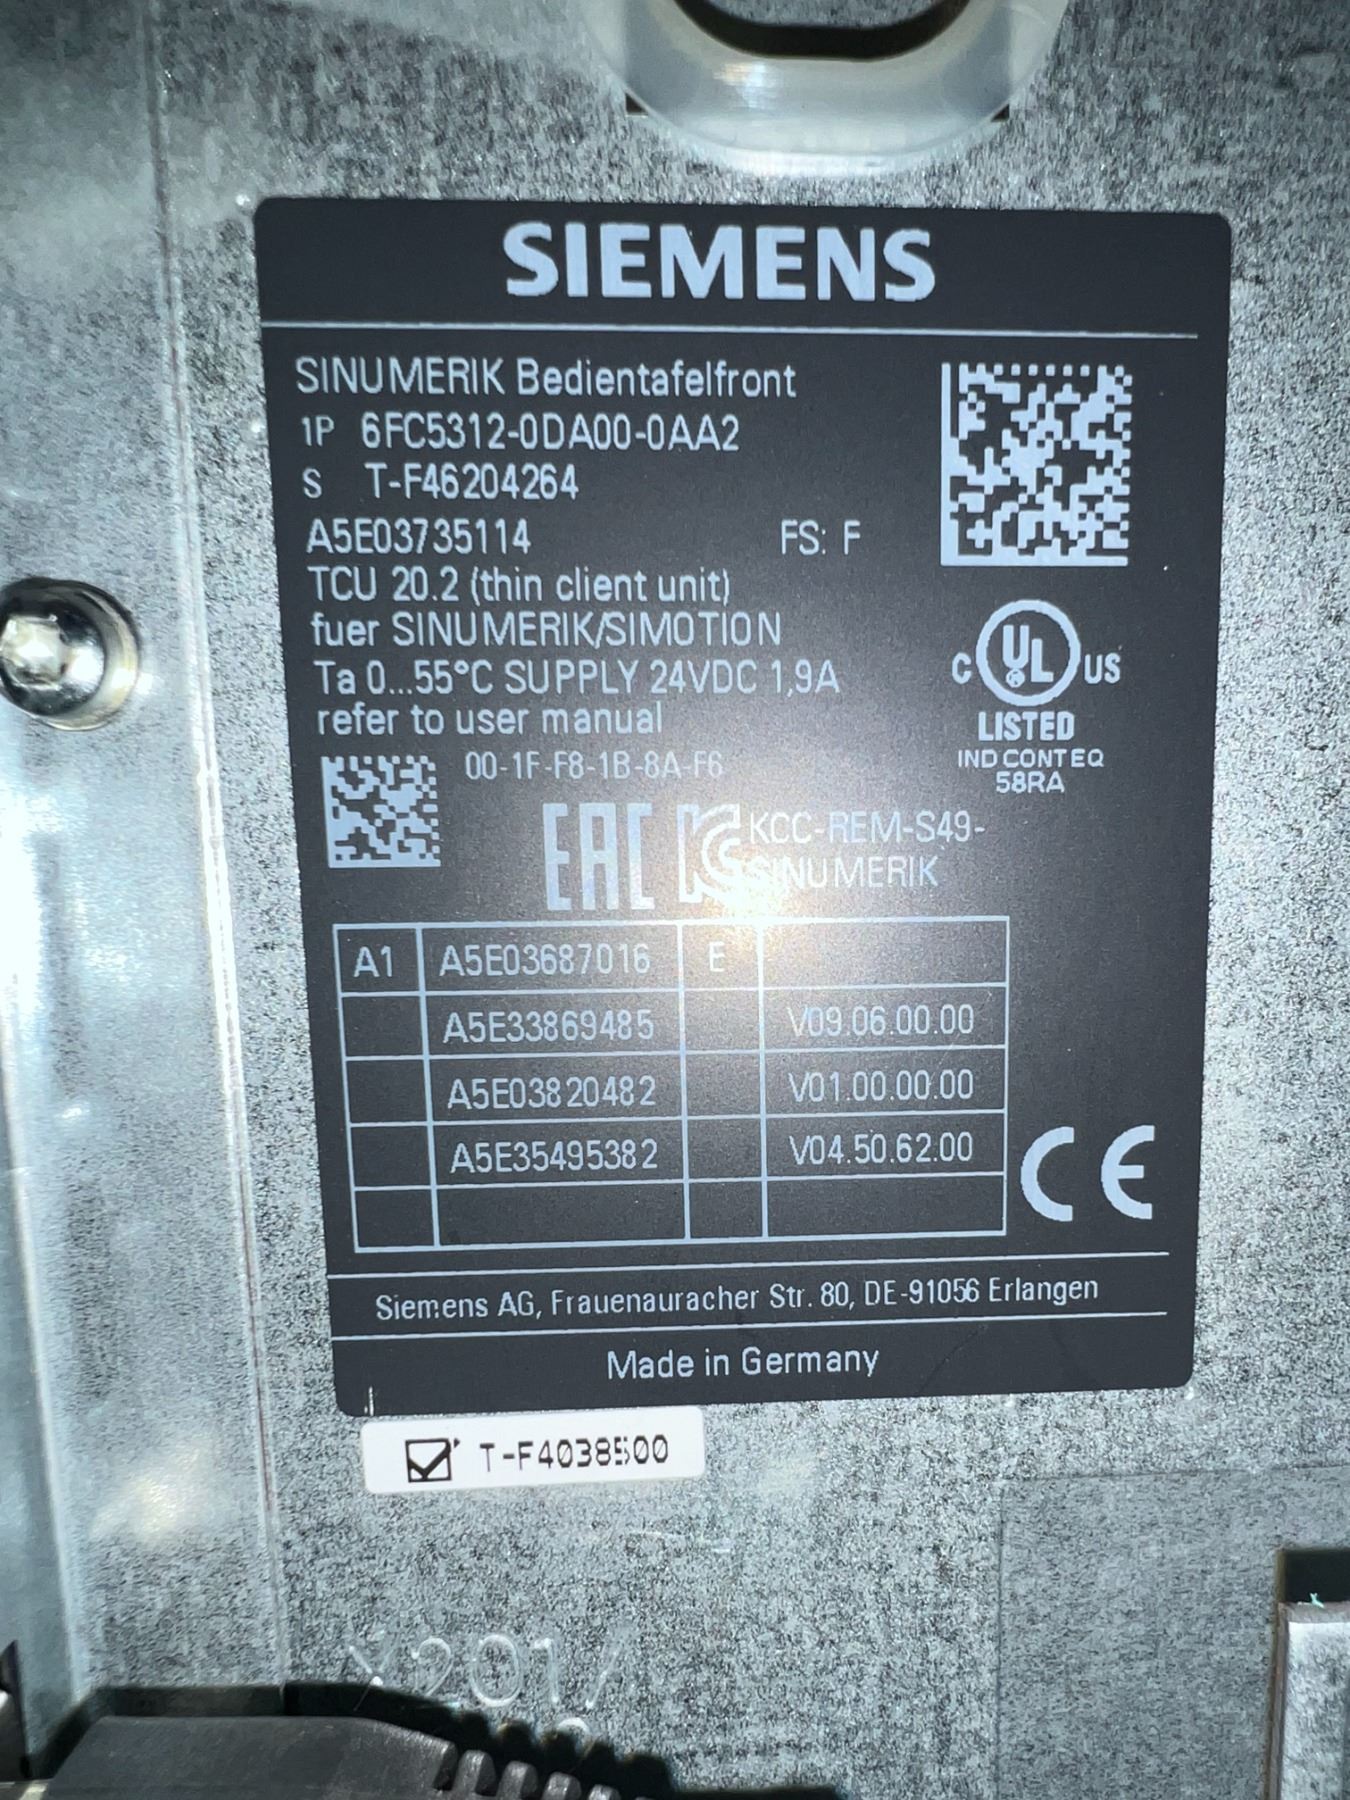 SIEMENS
SINUMERIK Bedientafelfront
1P 6FC5312-0DA00-0AA2
S T-F46204264
A5E03735114 FS: F
TCU 20.2 (thin client unit)
fuer SINUMERIK/SIMOTION
Ta 0...55°C SUPPLY 24VDC 1,9A
refer to user manual
C UL US
LISTED
IND CONT EQ
58RA
00-1F-F8-1B-8A-F6
EAC KCC-REM-S49-
SINUMERIK
A1 A5E03687016 E
A5E33869485 V09.06.00.00
A5E03820482 V01.00.00.00
A5E35495382 V04.50.62.00
CE
Siemens AG, Frauenauracher Str. 80, DE-91056 Erlangen
Made in Germany
T-F4038500